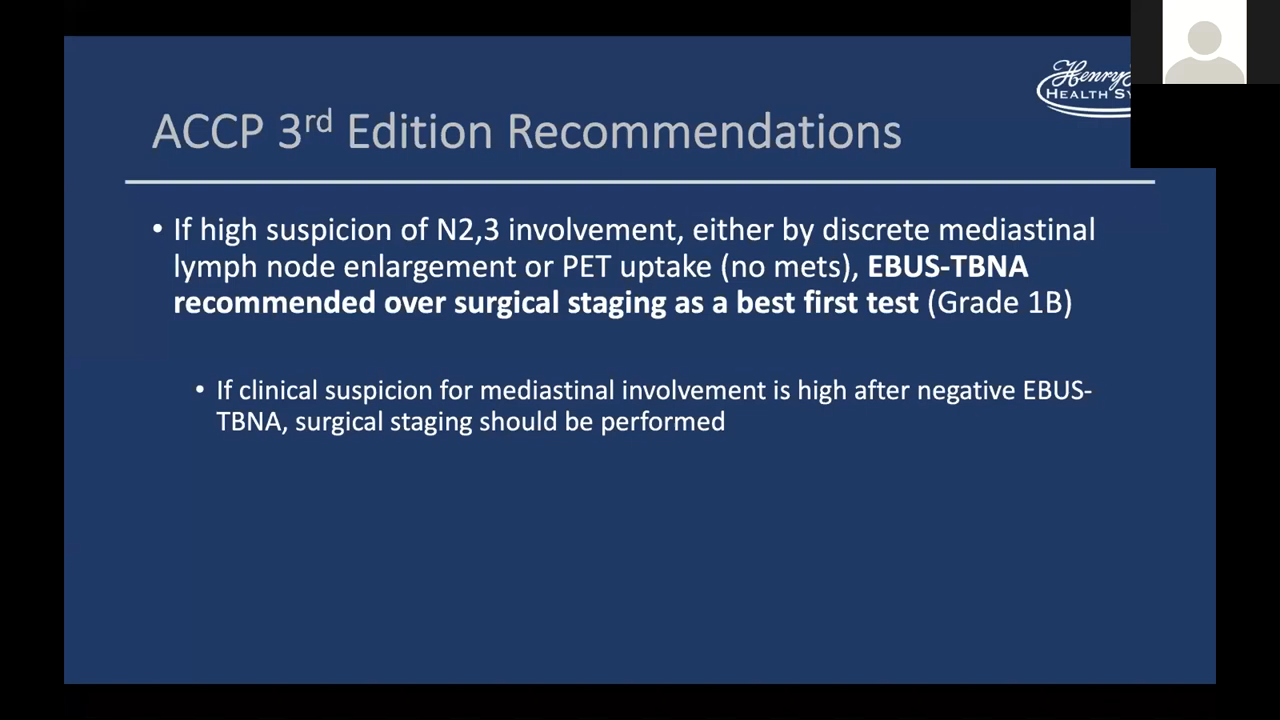 Henry
HEALTH
ACCP 3rd Edition Recommendations
• If high suspicion of N2,3 involvement, either by discrete mediastinal
lymph node enlargement or PET uptake (no mets), EBUS-TBNA
recommended over surgical staging as a best first test (Grade 1B)
• If clinical suspicion for mediastinal involvement is high after negative EBUS-
TBNA, surgical staging should be performed